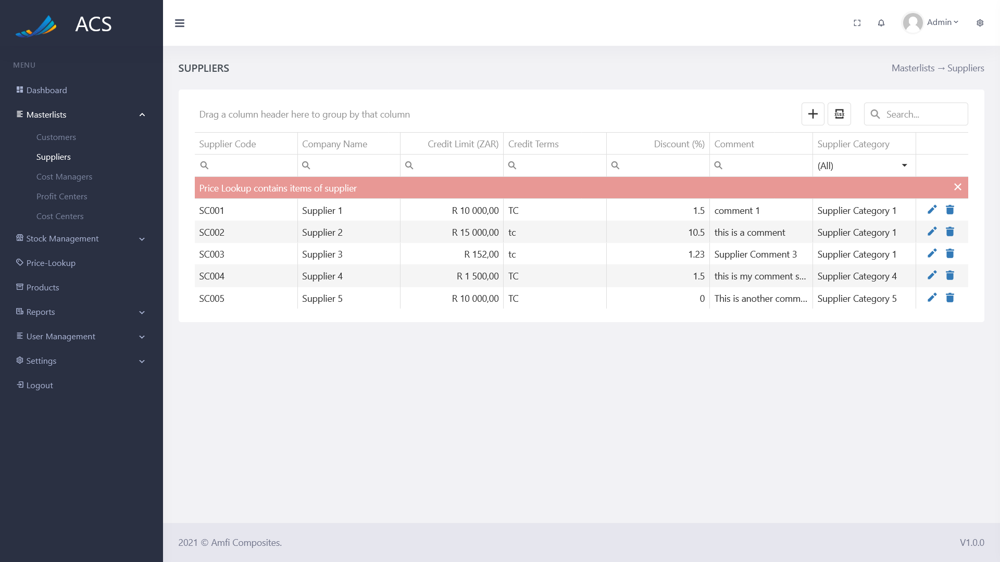 ACS
Admin
MENU
SUPPLIERS
Masterlists → Suppliers
Dashboard
Masterlists
Customers
Suppliers
Cost Managers
Profit Centers
Cost Centers
Stock Management
Price-Lookup
Products
Reports
User Management
Settings
Logout
Drag a column header here to group by that column
xlsx
Search...
Supplier Code Company Name Credit Limit (ZAR) Credit Terms Discount (%) Comment Supplier Category
(All)
Price Lookup contains items of supplier
SC001 Supplier 1 R 10 000,00 TC 1.5 comment 1 Supplier Category 1
SC002 Supplier 2 R 15 000,00 tc 10.5 this is a comment Supplier Category 1
SC003 Supplier 3 R 152,00 tc 1.23 Supplier Comment 3 Supplier Category 1
SC004 Supplier 4 R 1 500,00 TC 1.5 this is my comment s... Supplier Category 4
SC005 Supplier 5 R 10 000,00 TC 0 This is another comm... Supplier Category 5
2021 © Amfi Composites.
V1.0.0